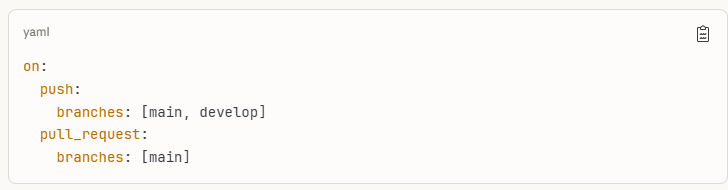 yaml
on:
  push:
    branches: [main, develop]
  pull_request:
    branches: [main]